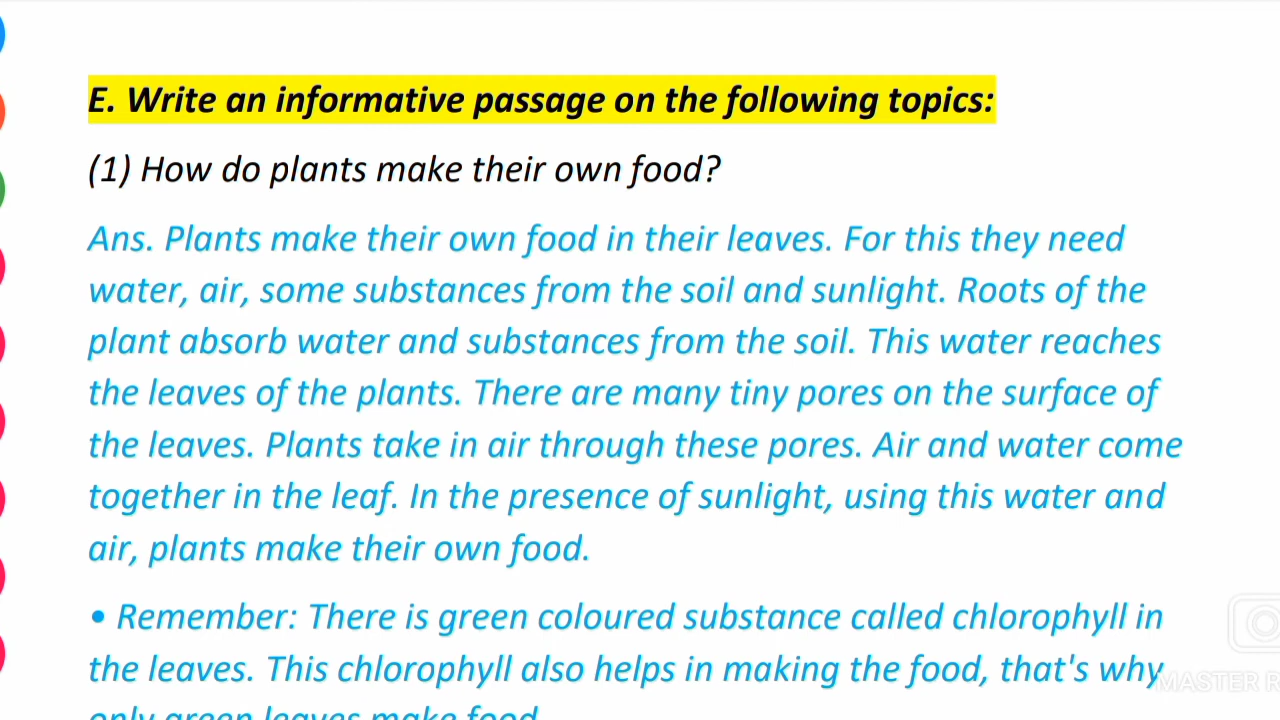 E. Write an informative passage on the following topics:
(1) How do plants make their own food?
Ans. Plants make their own food in their leaves. For this they need
water, air, some substances from the soil and sunlight. Roots of the
plant absorb water and substances from the soil. This water reaches
the leaves of the plants. There are many tiny pores on the surface of
the leaves. Plants take in air through these pores. Air and water come
together in the leaf. In the presence of sunlight, using this water and
air, plants make their own food.
• Remember: There is green coloured substance called chlorophyll in
the leaves. This chlorophyll also helps in making the food, that's why
only green leaves make food.
MASTER R